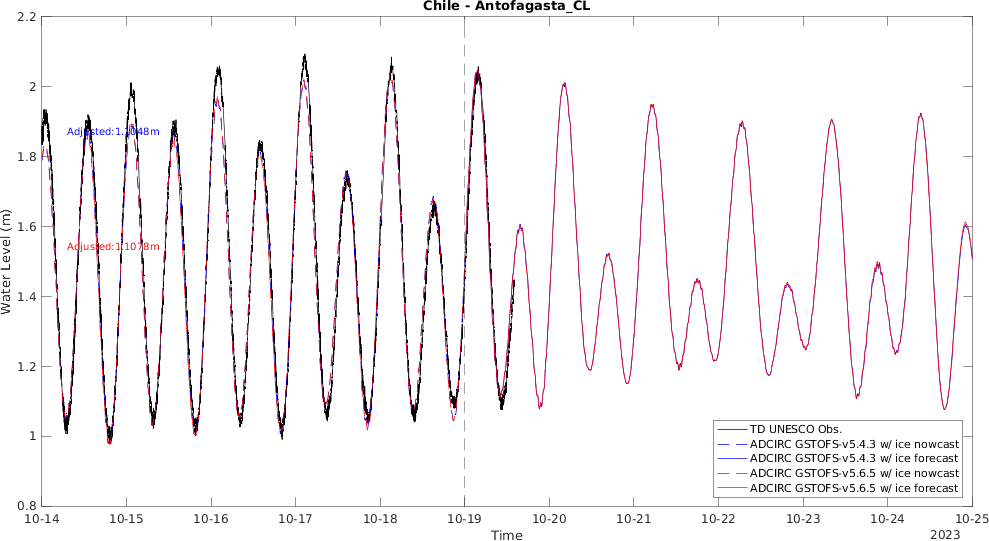 Chile - Antofagasta_CL
2.2
2
1.8
1.6
1.4
1.2
1
0.8
Water Level (m)
Adjusted:1.1048m
Adjusted:1.1078m
TD UNESCO Obs.
ADCIRC GSTOFS-v5.4.3 w/ ice nowcast
ADCIRC GSTOFS-v5.4.3 w/ ice forecast
ADCIRC GSTOFS-v5.6.5 w/ ice nowcast
ADCIRC GSTOFS-v5.6.5 w/ ice forecast
10-14 10-15 10-16 10-17 10-18 10-19 10-20 10-21 10-22 10-23 10-24 10-25
Time
2023